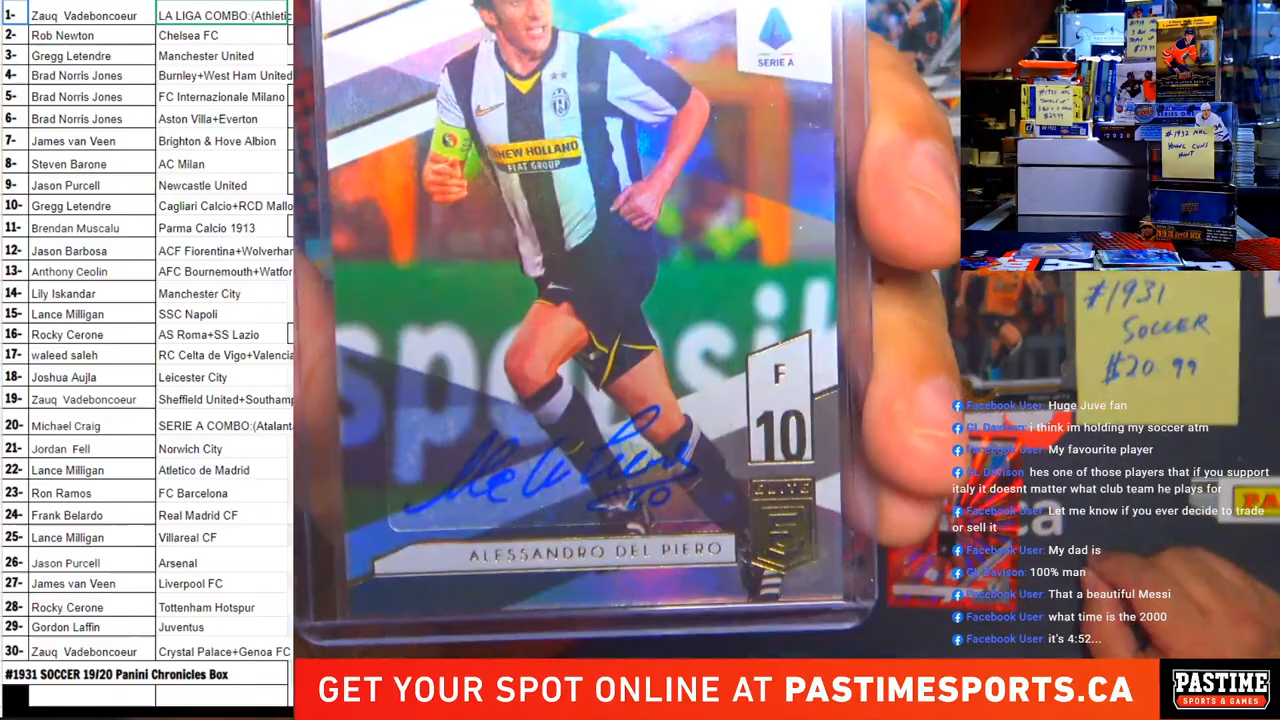 1- Zauq Vadeboncoeur LA LIGA COMBO:(Athletic
2- Rob Newton Chelsea FC
3- Gregg Letendre Manchester United
4- Brad Norris Jones Burnley+West Ham United
5- Brad Norris Jones FC Internazionale Milano
6- Brad Norris Jones Aston Villa+Everton
7- James van Veen Brighton & Hove Albion
8- Steven Barone AC Milan
9- Jason Purcell Newcastle United
10- Gregg Letendre Cagliari Calcio+RCD Mallo
11- Brendan Muscalu Parma Calcio 1913
12- Jason Barbosa ACF Fiorentina+Wolverhan
13- Anthony Ceolin AFC Bournemouth+Watfor
14- Lily Iskandar Manchester City
15- Lance Milligan SSC Napoli
16- Rocky Cerone AS Roma+SS Lazio
17- waleed saleh RC Celta de Vigo+Valencia
18- Joshua Aujla Leicester City
19- Zauq Vadeboncoeur Sheffield United+Southamp
20- Michael Craig SERIE A COMBO:(Atalant
21- Jordan Fell Norwich City
22- Lance Milligan Atletico de Madrid
23- Ron Ramos FC Barcelona
24- Frank Belardo Real Madrid CF
25- Lance Milligan Villareal CF
26- Jason Purcell Arsenal
27- James van Veen Liverpool FC
28- Rocky Cerone Tottenham Hotspur
29- Gordon Laffin Juventus
30- Zauq Vadeboncoeur Crystal Palace+Genoa FC
#1931 SOCCER 19/20 Panini Chronicles Box
SERIE A
NEW HOLLAND
FIAT GROUP
F
10
ELITE
ALESSANDRO DEL PIERO
#1932 NHL
YOUNG GUNS
HUNT
#1931
SOCCER
$20.99
Facebook User: Huge Juve fan
GL Davison: i think im holding my soccer atm
Facebook User: My favourite player
GL Davison: hes one of those players that if you support
italy it doesnt matter what club team he plays for
Facebook User: Let me know if you ever decide to trade
or sell it
Facebook User: My dad is
GL Davison: 100% man
Facebook User: That a beautiful Messi
Facebook User: what time is the 2000
Facebook User: it's 4:52...
GET YOUR SPOT ONLINE AT PASTIMESPORTS.CA
PASTIME
SPORTS & GAMES